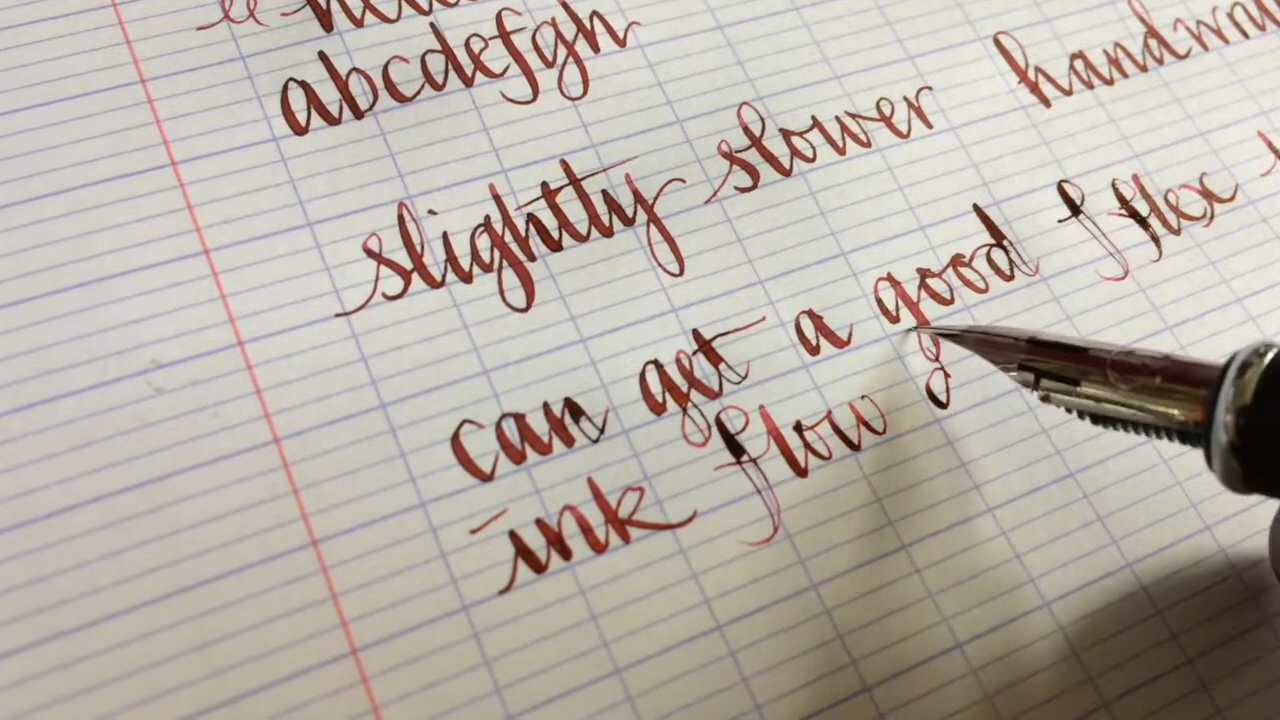 abcdefgh
slightly slower handwri
can get a good f flex
ink flow